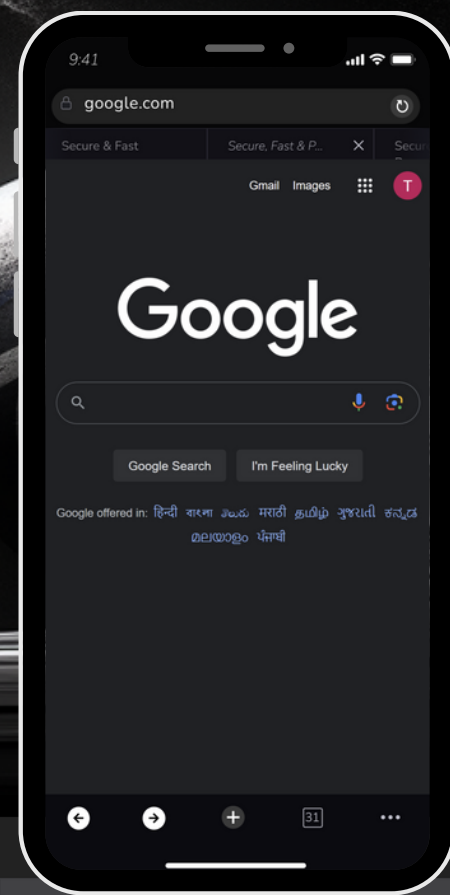 9:41
google.com
Secure & Fast Secure, Fast & P... Secur
Gmail Images T
Google
Google Search I'm Feeling Lucky
Google offered in: हिन्दी বাংলা తెలుగు मराठी தமிழ் ગુજરાતી ಕನ್ನಡ
മലയാളം ਪੰਜਾਬੀ
31